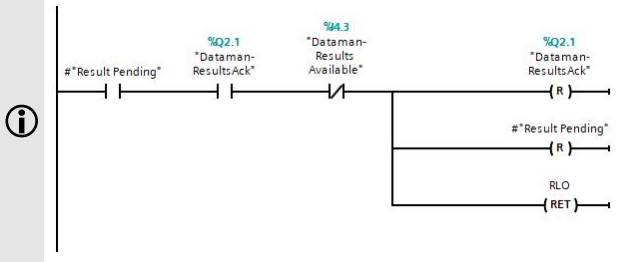 %Q2.1
"Dataman-
ResultsAck"
%I4.3
"Dataman-
Results
Available"
#"Result Pending"
%Q2.1
"Dataman-
ResultsAck"
R
#"Result Pending"
R
RLO
RET